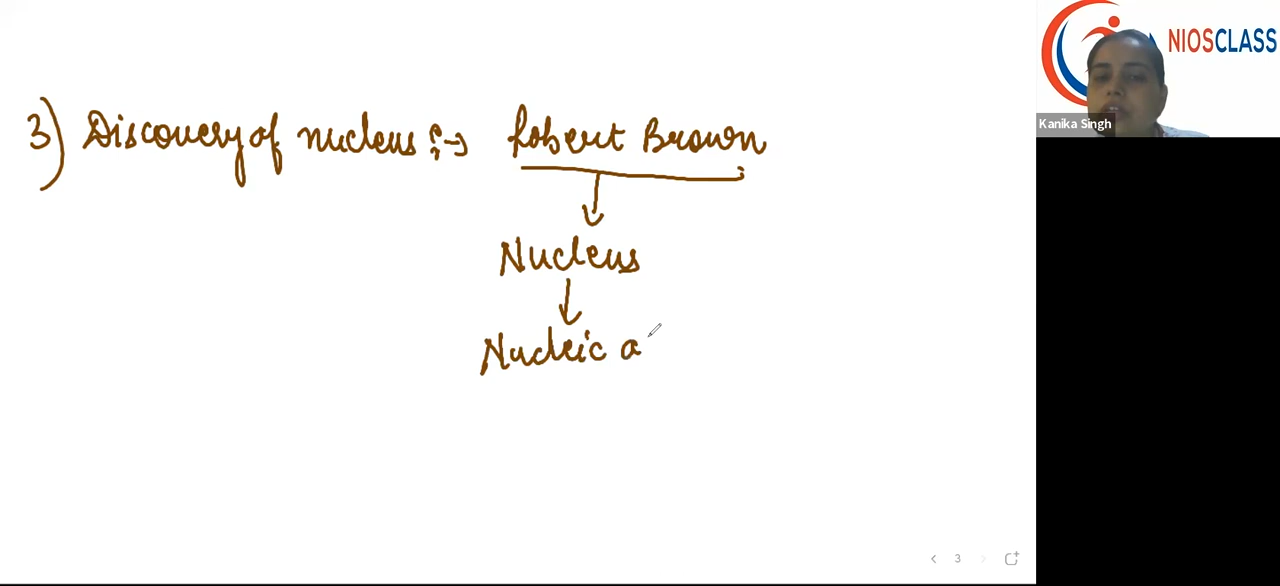 NIOSCLASS
Kanika Singh
3) Discovery of nucleus :→ Robert Brown
↓
Nucleus
↓
Nucleic a
3